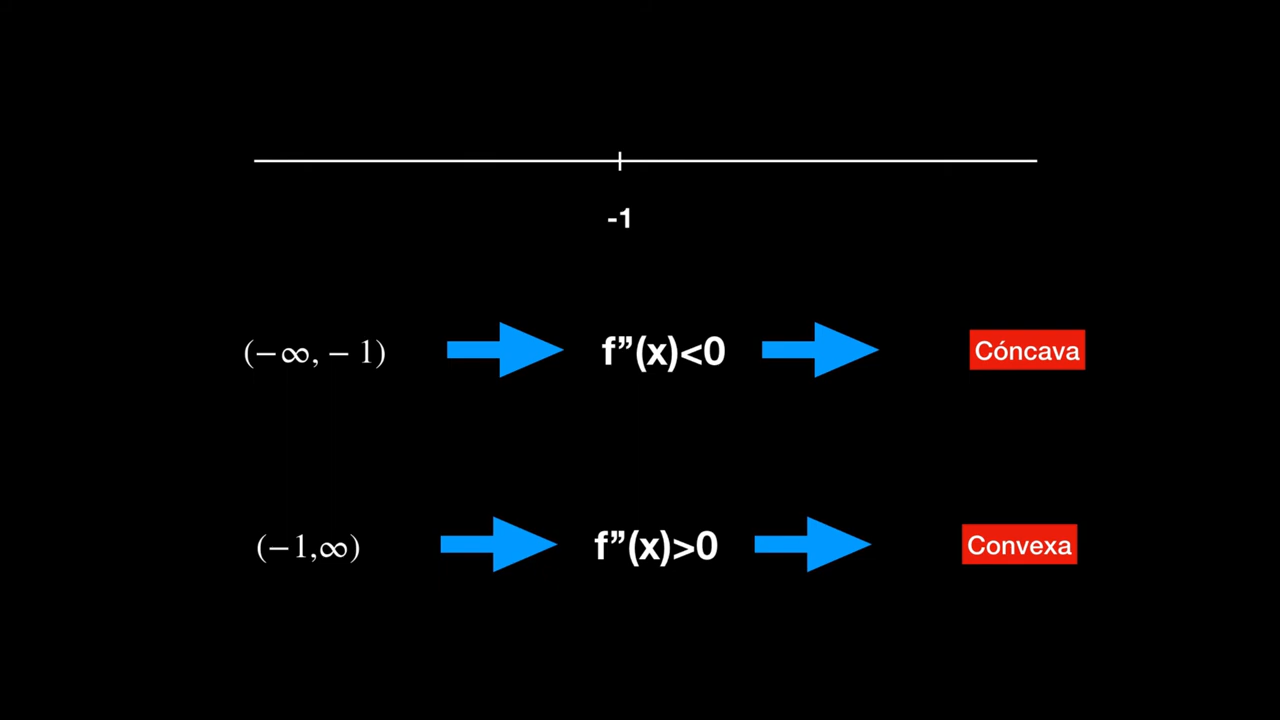 -1
(−∞, − 1) f”(x)<0 Cóncava
(−1,∞) f”(x)>0 Convexa